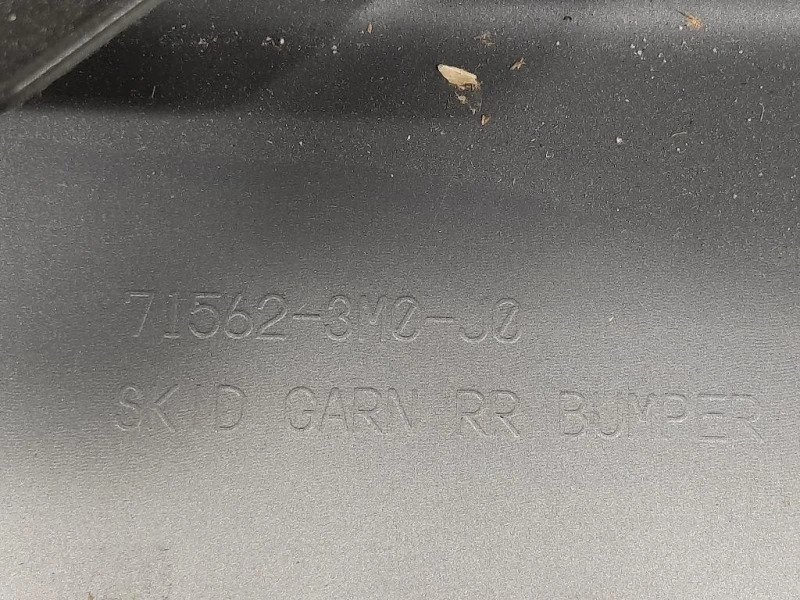 71562-3M0-J0
SKID GARN RR BUMPER